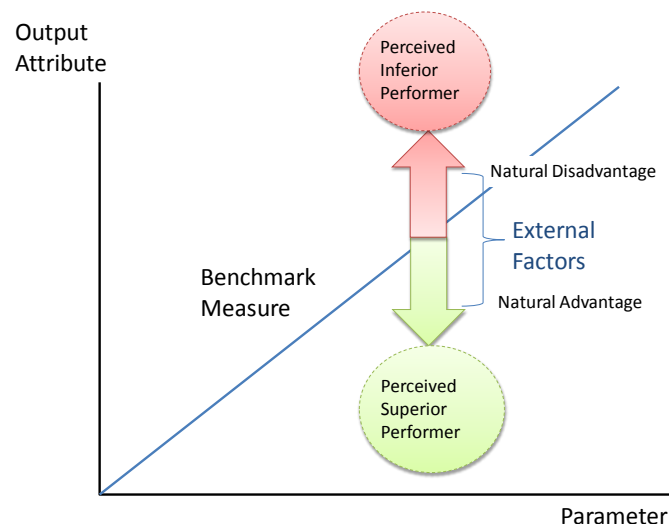 Output
Attribute
Perceived
Inferior
Performer
Natural Disadvantage
External
Factors
Benchmark
Measure
Natural Advantage
Perceived
Superior
Performer
Parameter